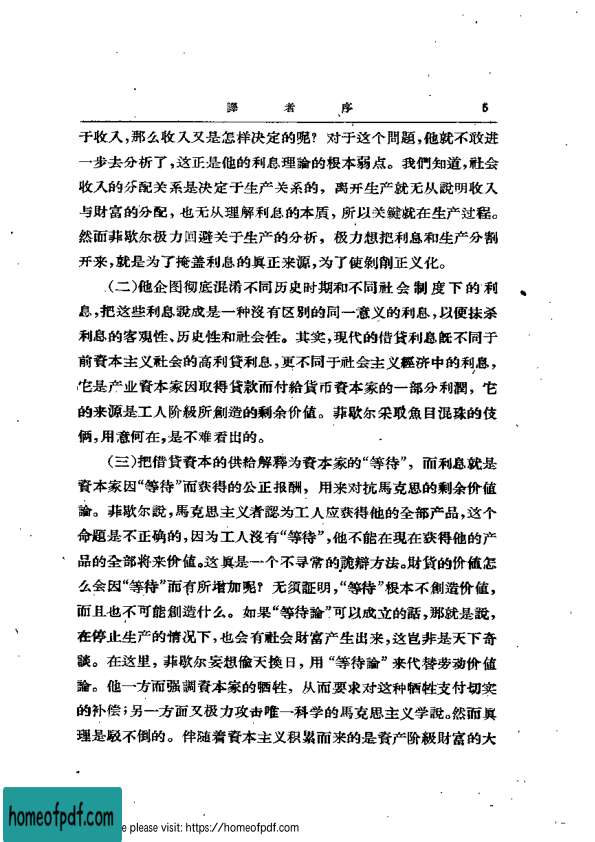 譯者序 5
于收入,那么收入又是怎样决定的呢?对于这个問題,他就不敢进
一步去分析了,这正是他的利息理論的根本弱点。我們知道,社会
收入的分配关系是决定于生产关系的,离开生产就无从說明收入
与財富的分配,也无从理解利息的本质,所以关鍵就在生产过程。
然而菲歇尔极力回避关于生产的分析,极力想把利息和生产分割
开来,就是为了掩盖利息的真正来源,为了使剝削正义化。
(二)他企图彻底混淆不同历史时期和不同社会制度下的利
息,把这些利息說成是一种沒有区別的同一意义的利息,以便抹杀
利息的客观性、历史性和社会性。其实,现代的借貸利息既不同于
前資本主义社会的高利貸利息,更不同于社会主义經济中的利息,
它是产业資本家因取得貸款而付給貨币資本家的一部分利潤,它
的来源是工人阶級所創造的剩余价值。菲歇尔采取魚目混珠的伎
俩,用意何在,是不难看出的。
(三)把借貸資本的供給解釋为資本家的“等待”,而利息就是
資本家因“等待”而获得的公正报酬,用来对抗馬克思的剩余价值
論。菲歇尔說,馬克思主义者認为工人应获得他的全部产品,这个
命題是不正确的,因为工人沒有“等待”,他不能在現在获得他的产
品的全部将来价值。这真是一个不寻常的詭辯方法。財貨的价值怎
么会因“等待”而有所增加呢?无须証明,“等待”根本不創造价值,
而且也不可能創造什么。如果“等待論”可以成立的話,那就是說,
在停止生产的情况下,也会有社会財富产生出来,这岂非是天下奇
談。在这里,菲歇尔妄想偸天換日,用“等待論”来代替劳动价值
論。他一方面强調資本家的牺牲,从而要求对这种牺牲支付切实
的补偿;另一方面又极力攻击唯一科学的馬克思主义学說。然而真
理是駁不倒的。伴随着資本主义积累而来的是資产阶級財富的大
homeofpdf.com
e please visit: https://homeofpdf.com